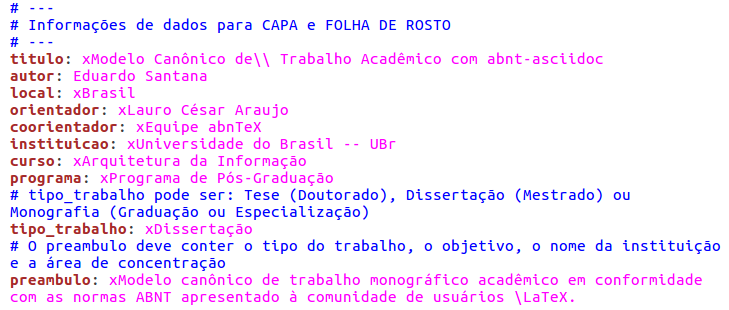 # ---
# Informações de dados para CAPA e FOLHA DE ROSTO
# ---
titulo: xModelo Canônico de\\ Trabalho Acadêmico com abnt-asciidoc
autor: Eduardo Santana
local: xBrasil
orientador: xLauro César Araujo
coorientador: xEquipe abnTeX
instituicao: xUniversidade do Brasil -- UBr
curso: xArquitetura da Informação
programa: xPrograma de Pós-Graduação
# tipo_trabalho pode ser: Tese (Doutorado), Dissertação (Mestrado) ou
Monografia (Graduação ou Especialização)
tipo_trabalho: xDissertação
# O preambulo deve conter o tipo do trabalho, o objetivo, o nome da instituição
e a área de concentração
preambulo: xModelo canônico de trabalho monográfico acadêmico em conformidade
com as normas ABNT apresentado à comunidade de usuários \LaTeX.